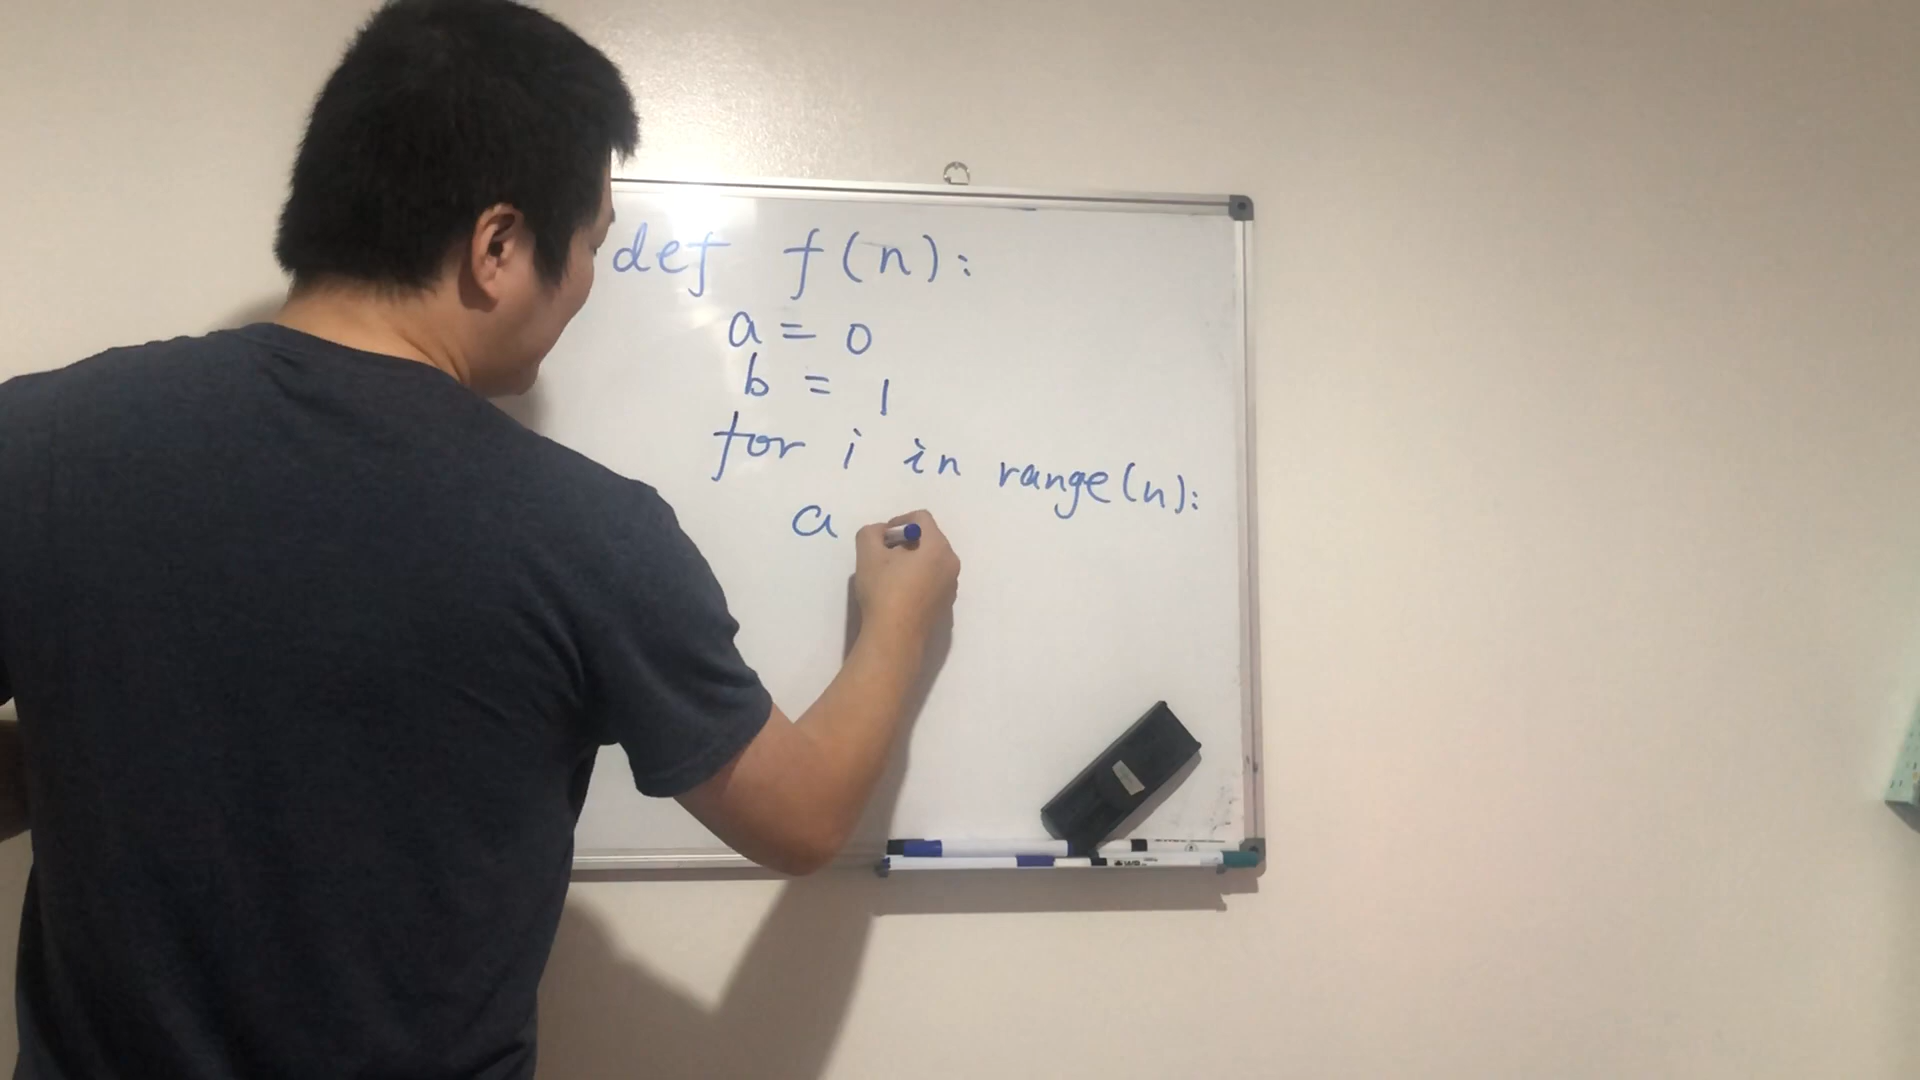 def f(n):
a = 0
b = 1
for i in range(n):
a